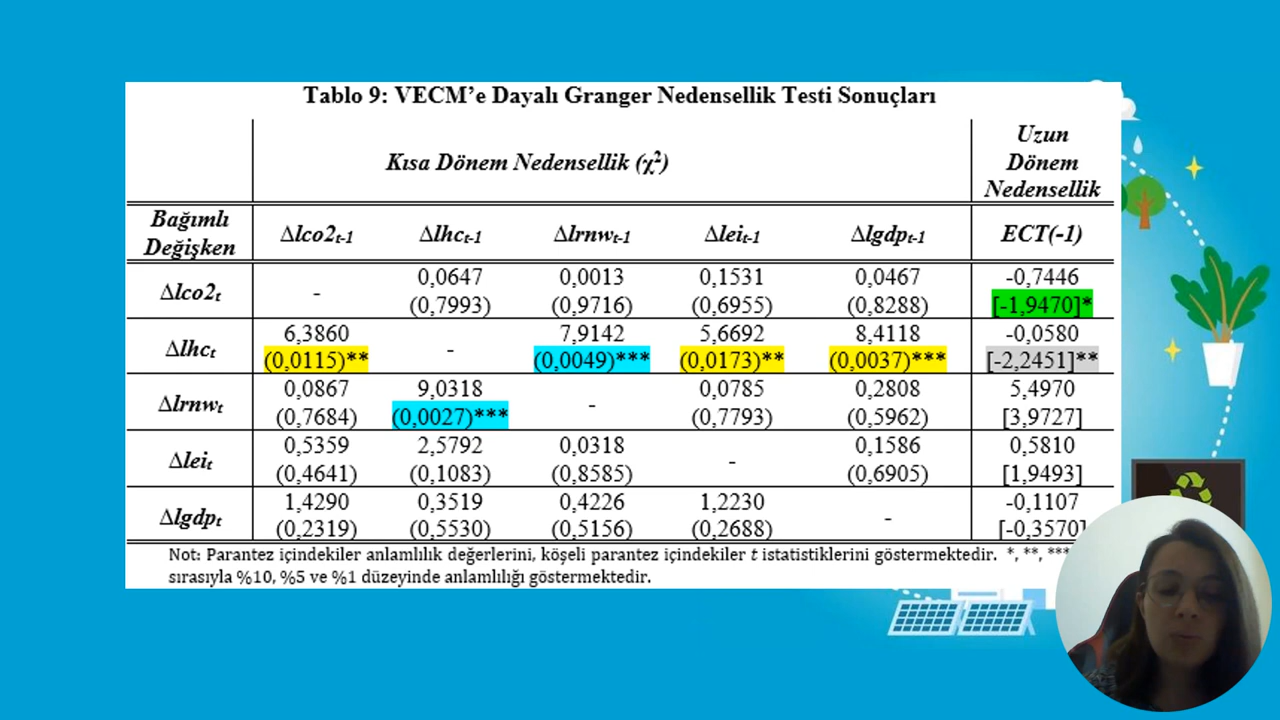 Tablo 9: VECM’e Dayalı Granger Nedensellik Testi Sonuçları
Kısa Dönem Nedensellik (χ²)
Uzun
Dönem
Nedensellik
Bağımlı
Değişken
Δlco2t-1 Δlhct-1 Δlrnwt-1 Δleit-1 Δlgdpt-1 ECT(-1)
Δlco2t - 0,0647 0,0013 0,1531 0,0467 -0,7446
(0,7993) (0,9716) (0,6955) (0,8288) [-1,9470]*
Δlhct 6,3860 - 7,9142 5,6692 8,4118 -0,0580
(0,0115)** (0,0049)*** (0,0173)** (0,0037)*** [-2,2451]**
Δlrnwt 0,0867 9,0318 - 0,0785 0,2808 5,4970
(0,7684) (0,0027)*** (0,7793) (0,5962) [3,9727]
Δleit 0,5359 2,5792 0,0318 - 0,1586 0,5810
(0,4641) (0,1083) (0,8585) (0,6905) [1,9493]
Δlgdpt 1,4290 0,3519 0,4226 1,2230 - -0,1107
(0,2319) (0,5530) (0,5156) (0,2688) [-0,3570]
Not: Parantez içindekiler anlamlılık değerlerini, köşeli parantez içindekiler t istatistiklerini göstermektedir. *, **, ***
sırasıyla %10, %5 ve %1 düzeyinde anlamlılığı göstermektedir.